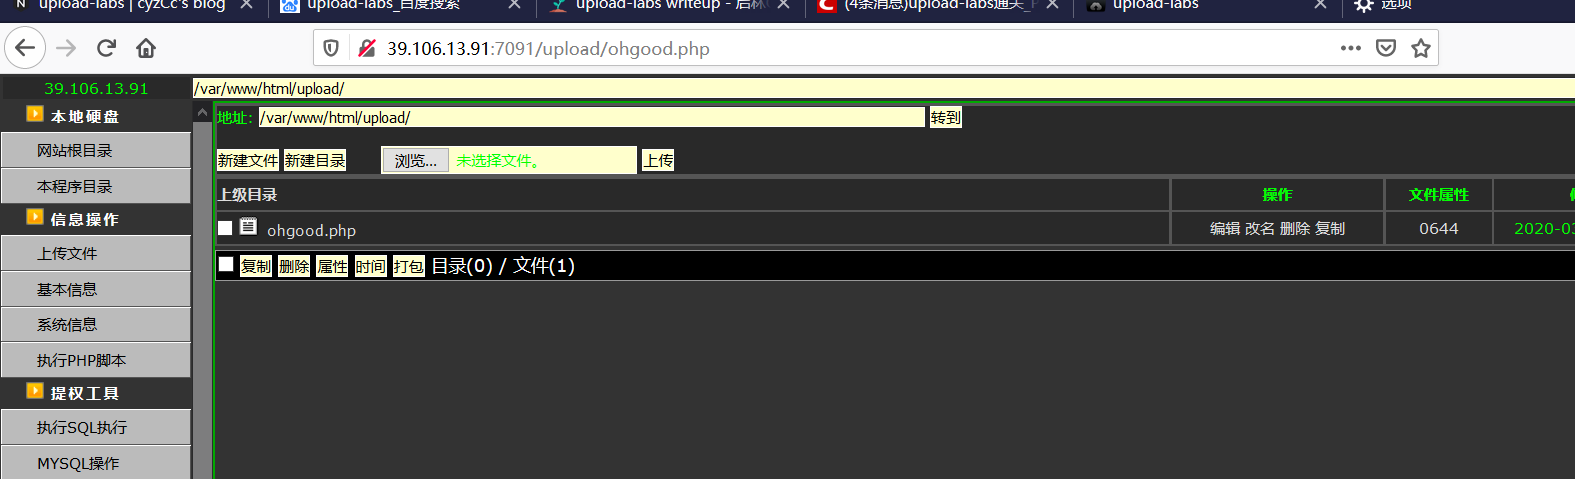 upload-labs | cyzCc's blog
upload-labs_百度搜索
upload-labs writeup - 后林
(4条消息)upload-labs通关_
upload-labs
选项
39.106.13.91:7091/upload/ohgood.php
39.106.13.91
/var/www/html/upload/
本地硬盘
网站根目录
本程序目录
信息操作
上传文件
基本信息
系统信息
执行PHP脚本
提权工具
执行SQL执行
MYSQL操作
地址: /var/www/html/upload/ 转到
新建文件 新建目录 浏览... 未选择文件。 上传
上级目录 操作 文件属性
ohgood.php 编辑 改名 删除 复制 0644 2020-03
复制 删除 属性 时间 打包 目录(0) / 文件(1)